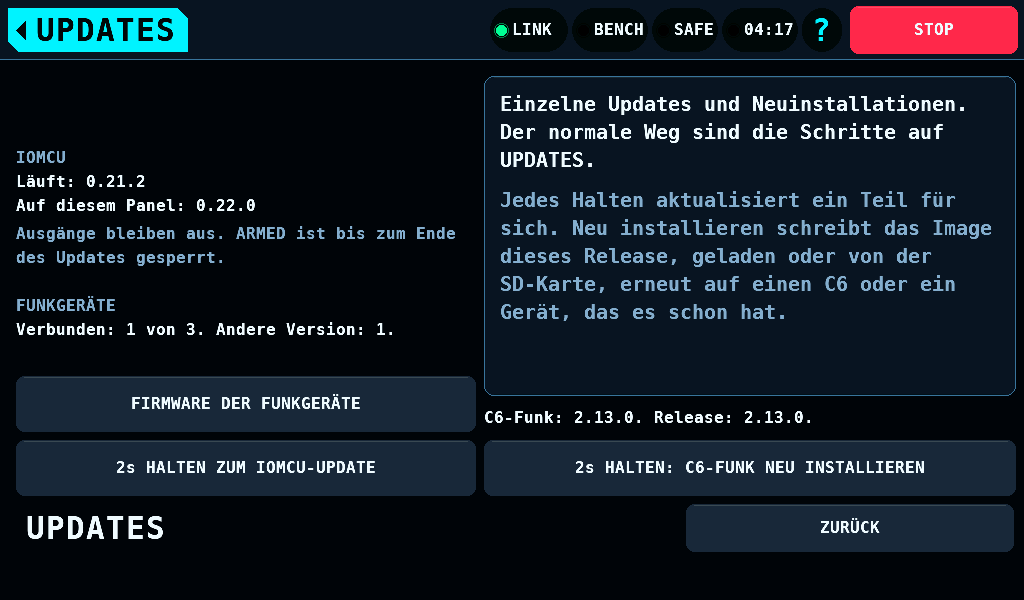 UPDATES
LINK
BENCH
SAFE
04:17
?
STOP
IOMCU
Läuft: 0.21.2
Auf diesem Panel: 0.22.0
Ausgänge bleiben aus. ARMED ist bis zum Ende
des Updates gesperrt.
FUNKGERÄTE
Verbunden: 1 von 3. Andere Version: 1.
FIRMWARE DER FUNKGERÄTE
2s HALTEN ZUM IOMCU-UPDATE
Einzelne Updates und Neuinstallationen.
Der normale Weg sind die Schritte auf
UPDATES.
Jedes Halten aktualisiert ein Teil für
sich. Neu installieren schreibt das Image
dieses Release, geladen oder von der
SD-Karte, erneut auf einen C6 oder ein
Gerät, das es schon hat.
C6-Funk: 2.13.0. Release: 2.13.0.
2s HALTEN: C6-FUNK NEU INSTALLIEREN
UPDATES
ZURÜCK